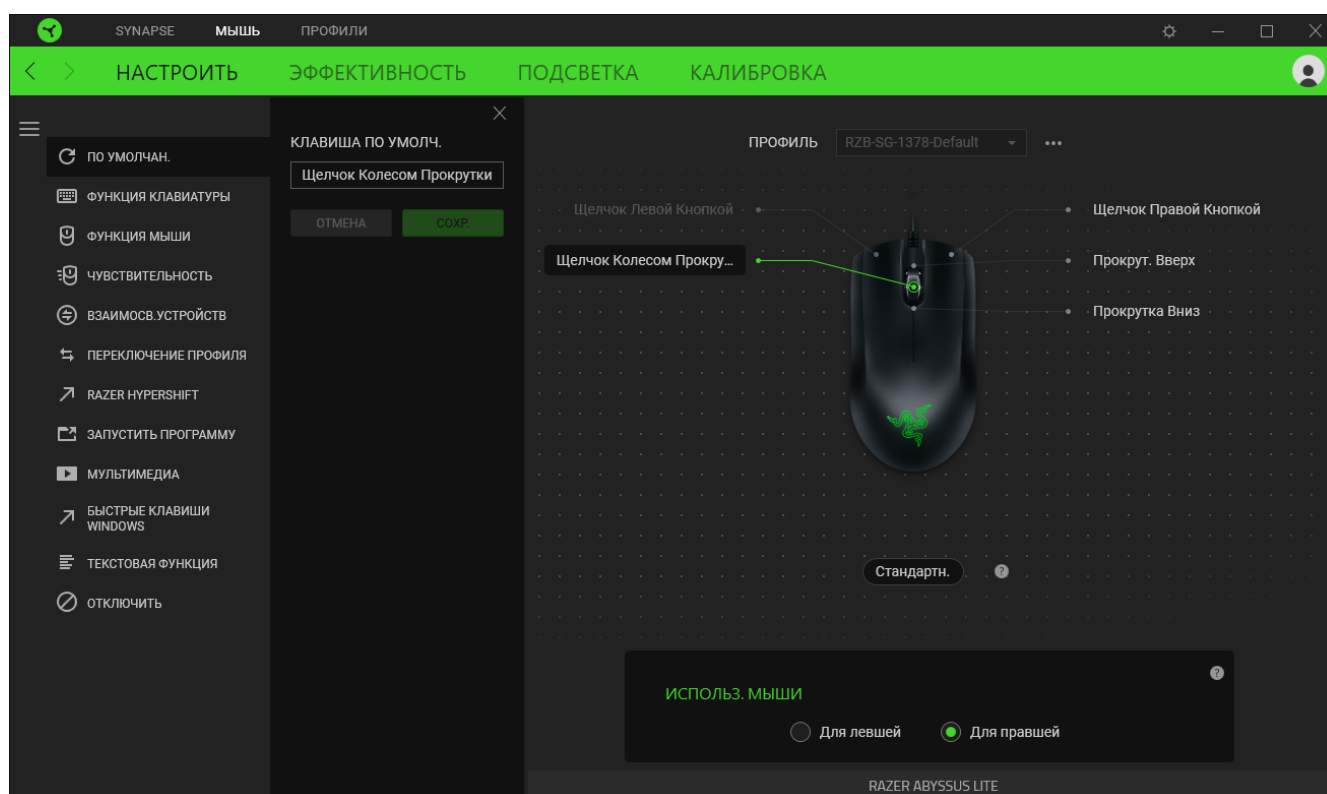 SYNAPSE МЫШЬ ПРОФИЛИ
НАСТРОИТЬ ЭФФЕКТИВНОСТЬ ПОДСВЕТКА КАЛИБРОВКА
ПО УМОЛЧАН.
ФУНКЦИЯ КЛАВИАТУРЫ
ФУНКЦИЯ МЫШИ
ЧУВСТВИТЕЛЬНОСТЬ
ВЗАИМОСВ.УСТРОЙСТВ
ПЕРЕКЛЮЧЕНИЕ ПРОФИЛЯ
RAZER HYPERSHIFT
ЗАПУСТИТЬ ПРОГРАММУ
МУЛЬТИМЕДИА
БЫСТРЫЕ КЛАВИШИ
WINDOWS
ТЕКСТОВАЯ ФУНКЦИЯ
ОТКЛЮЧИТЬ
КЛАВИША ПО УМОЛЧ.
Щелчок Колесом Прокрутки
ОТМЕНА СОХР.
ПРОФИЛЬ RZB-SG-1378-Default
Щелчок Левой Кнопкой
Щелчок Правой Кнопкой
Щелчок Колесом Прокру...
Прокрут. Вверх
Прокрутка Вниз
Стандартн. ?
ИСПОЛЬЗ. МЫШИ ?
Для левшей Для правшей
RAZER ABYSSUS LITE